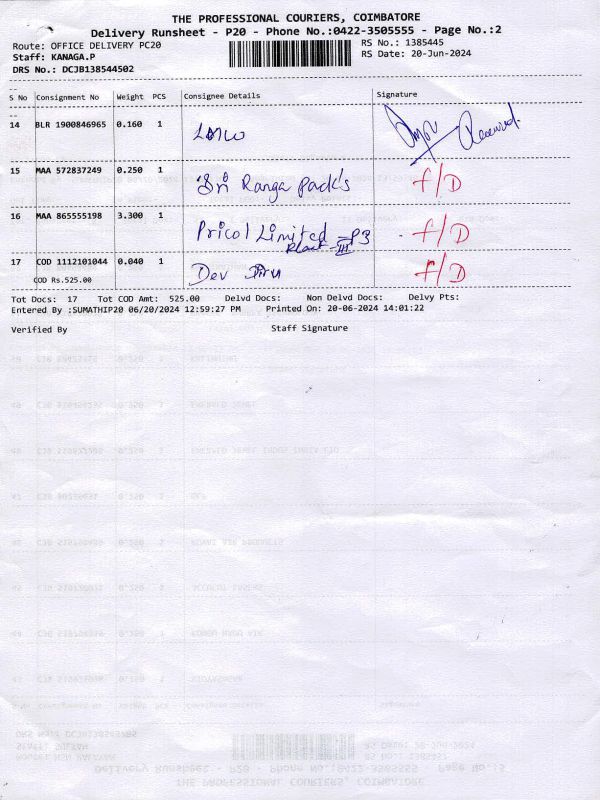 THE PROFESSIONAL COURIERS, COIMBATORE
Delivery Runsheet - P20 - Phone No.:0422-3505555 - Page No.:2
Route: OFFICE DELIVERY PC20 RS No.: 1385445
Staff: KANAGA.P RS Date: 20-Jun-2024
DRS No.: DCJB138544502
S No Consignment No Weight PCS Consignee Details Signature
14 BLR 1900846965 0.160 1 Received
15 MAA 572837249 0.250 1 Sri Ranga Pack's f/D
16 MAA 865555198 3.300 1 Pricol Limited - P3 f/D
Plant - III
17 COD 1112101044 0.040 1 Dev f/D
COD Rs.525.00
Tot Docs: 17 Tot COD Amt: 525.00 Delvd Docs: Non Delvd Docs: Delvy Pts:
Entered By :SUMATHIP20 06/20/2024 12:59:27 PM Printed On: 20-06-2024 14:01:22
Verified By Staff Signature